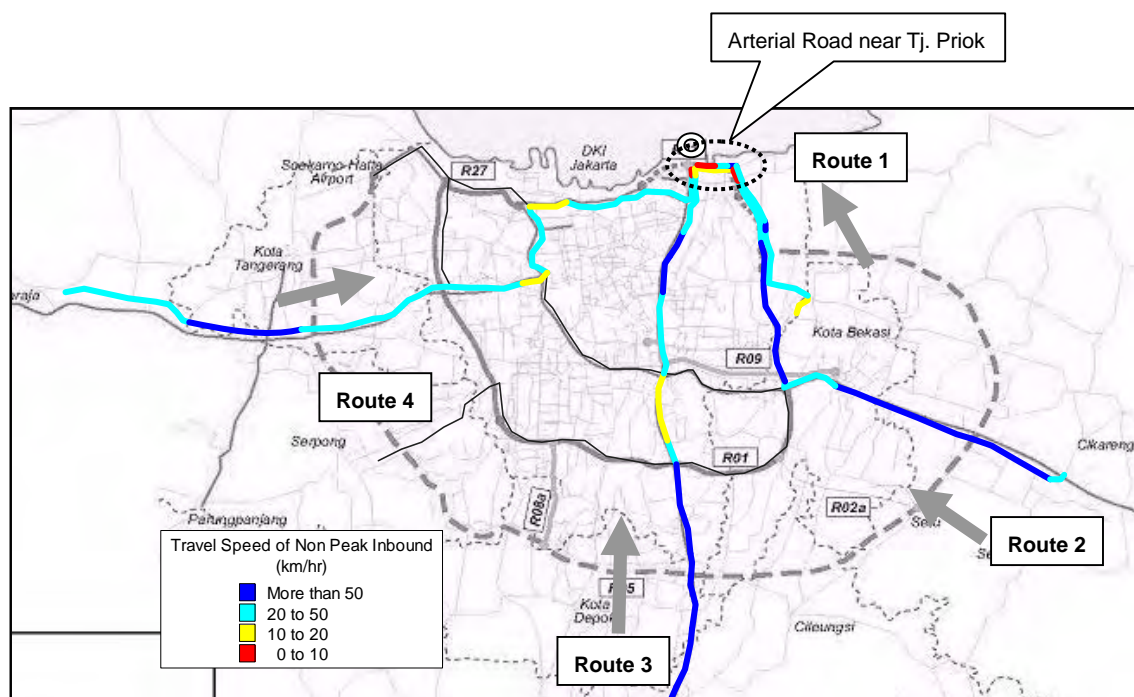 Arterial Road near Tj. Priok
DKI
Jakarta
Route 1
Soekarno-Hatta
Airport
R27
Kota
Tangerang
Kota Bekasi
R09
Route 4
Serpong
Cikareng
R01
R08a
R02a
Parungpanjang
Route 2
Travel Speed of Non Peak Inbound
(km/hr)
More than 50
20 to 50
10 to 20
0 to 10
Kota
Depok
Cileungsi
Route 3